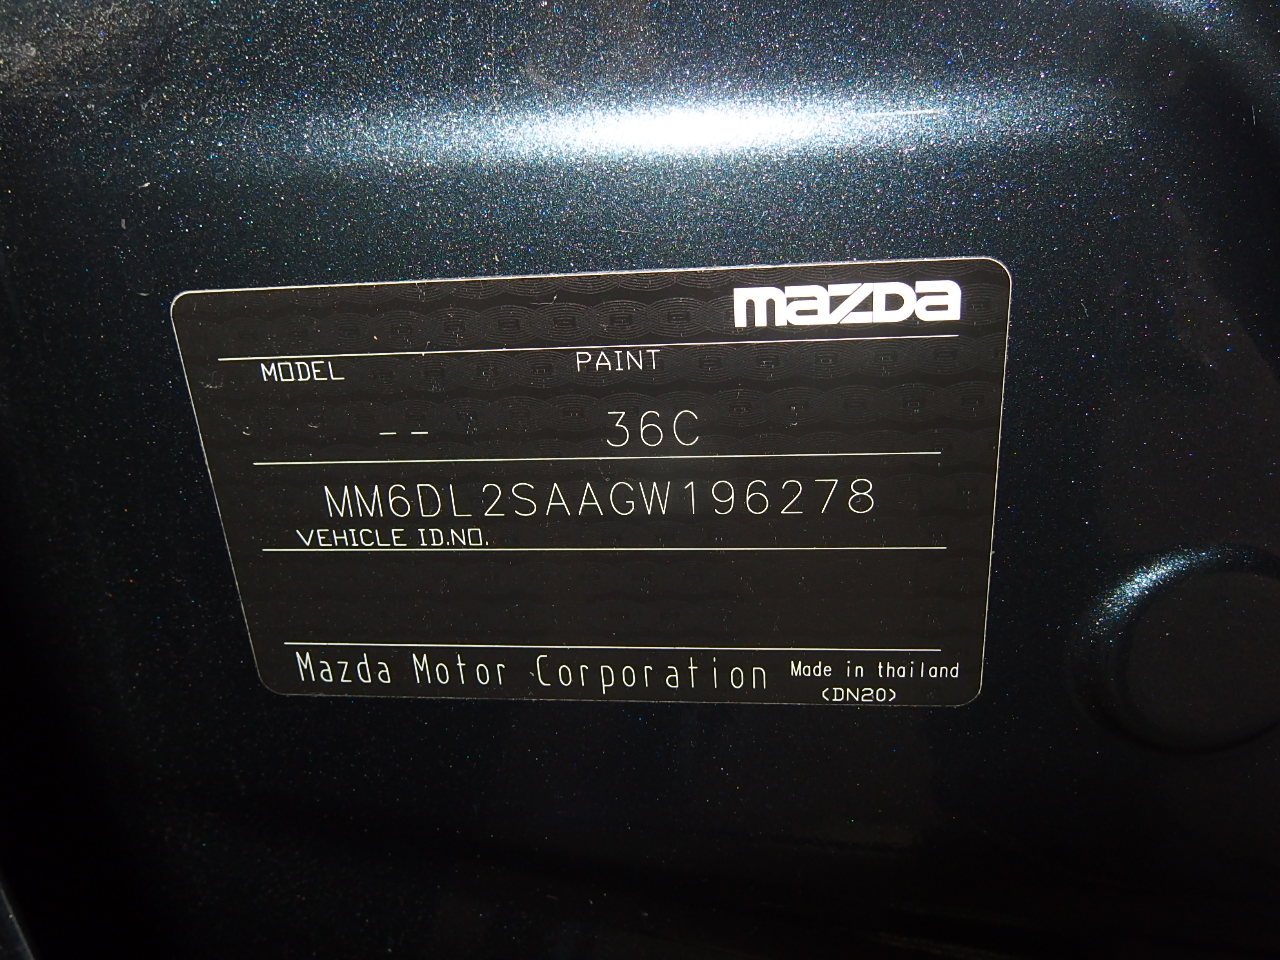 mazda
MODEL PAINT
-- 36C
MM6DL2SAAGW196278
VEHICLE ID.NO.
Mazda Motor Corporation Made in thailand
(DN20)